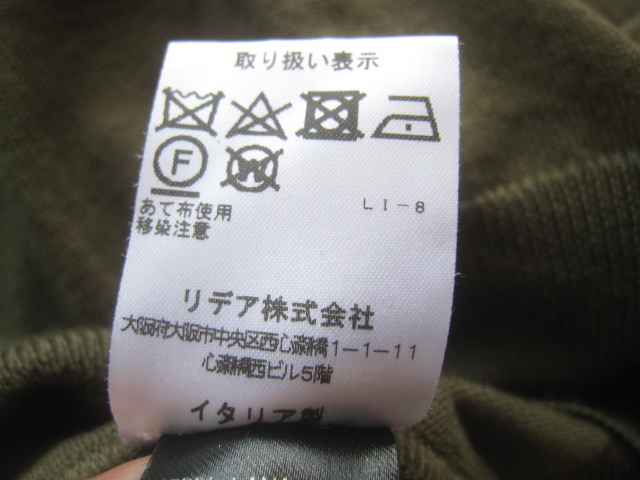 取り扱い表示
F W
あて布使用
移染注意
LI-8
リデア株式会社
大阪府大阪市中央区西心斎橋1-1-11
心斎橋西ビル5階
イタリア製